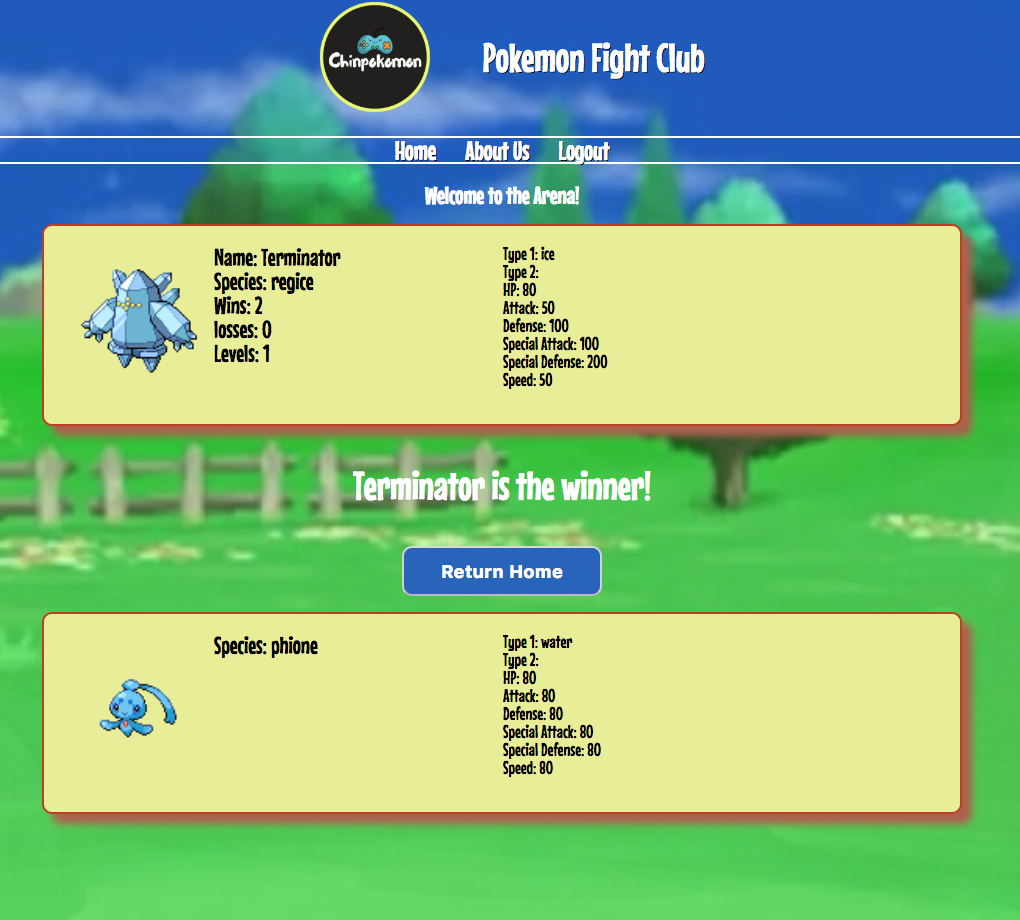 Chinpokomon
Pokemon Fight Club
Home About Us Logout
Welcome to the Arena!
Name: Terminator
Species: regice
Wins: 2
losses: 0
Levels: 1
Type 1: ice
Type 2:
HP: 80
Attack: 50
Defense: 100
Special Attack: 100
Special Defense: 200
Speed: 50
Terminator is the winner!
Return Home
Species: phione
Type 1: water
Type 2:
HP: 80
Attack: 80
Defense: 80
Special Attack: 80
Special Defense: 80
Speed: 80